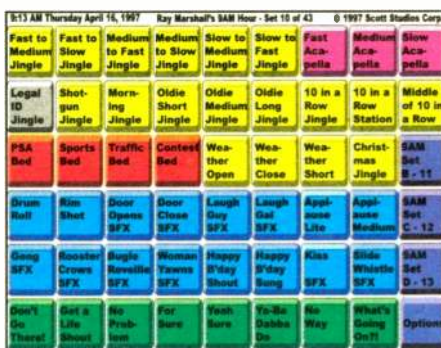 9:13 AM Thursday April 16, 1997 Ray Marshall's 9AM Hour - Set 10 of 43 © 1997 Scott Studios Corp.
Fast to Fast to Medium Medium Slow to Slow to Fast Medium Slow
Medium Slow to Fast to Slow Medium Fast Aca- Aca- Aca-
Jingle Jingle Jingle Jingle Jingle Jingle pella pella pella
Legal Shot- Morn- Oldie Oldie Oldie 10 in a 10 in a Middle
ID gun ing Short Medium Long Row Row of 10 in
Jingle Jingle Jingle Jingle Jingle Jingle Jingle Station a Row
PSA Sports Traffic Contest Wea- Wea- Wea- Christ- 9AM
Bed Bed Bed Bed ther ther ther mas Set
Open Close Short Jingle B - 11
Drum Rim Door Door Laugh Laugh Appl- Appl- 9AM
Roll Shot Opens Close Guy Gal ause ause Set
SFX SFX SFX SFX Lite Medium C - 12
Gong Rooster Bugle Woman Happy Happy Kiss Slide 9AM
SFX Crows Reveille Yawns B'day B'day Whistle Set
SFX SFX SFX Shout Sung SFX SFX D - 13
Don't Get a No For Yeah Ya-Ba No What's
Go Life Prob- Sure Sure Dabba Way Going Options
There! Shout lem Do On?!